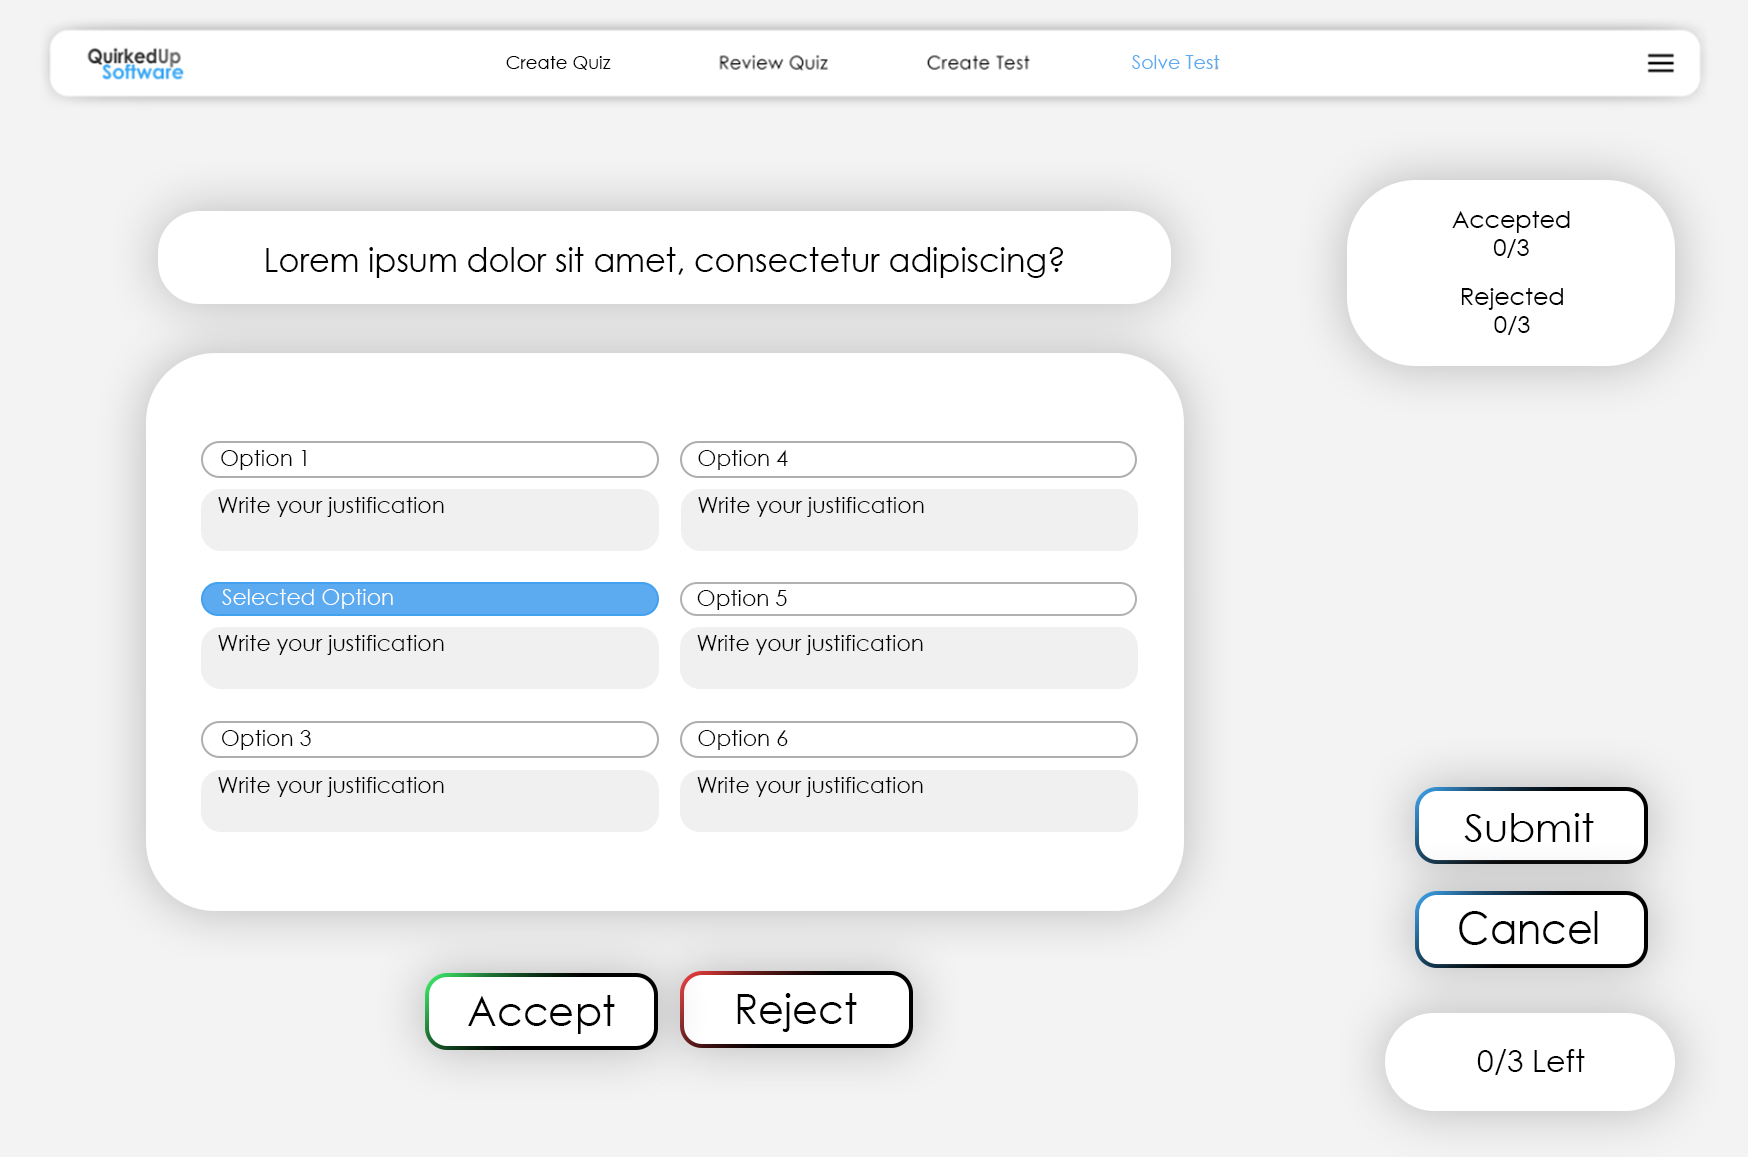 QuirkedUp
Software
Create Quiz
Review Quiz
Create Test
Solve Test
Lorem ipsum dolor sit amet, consectetur adipiscing?
Accepted
0/3
Rejected
0/3
Option 1
Write your justification
Option 4
Write your justification
Selected Option
Write your justification
Option 5
Write your justification
Option 3
Write your justification
Option 6
Write your justification
Submit
Cancel
Accept
Reject
0/3 Left